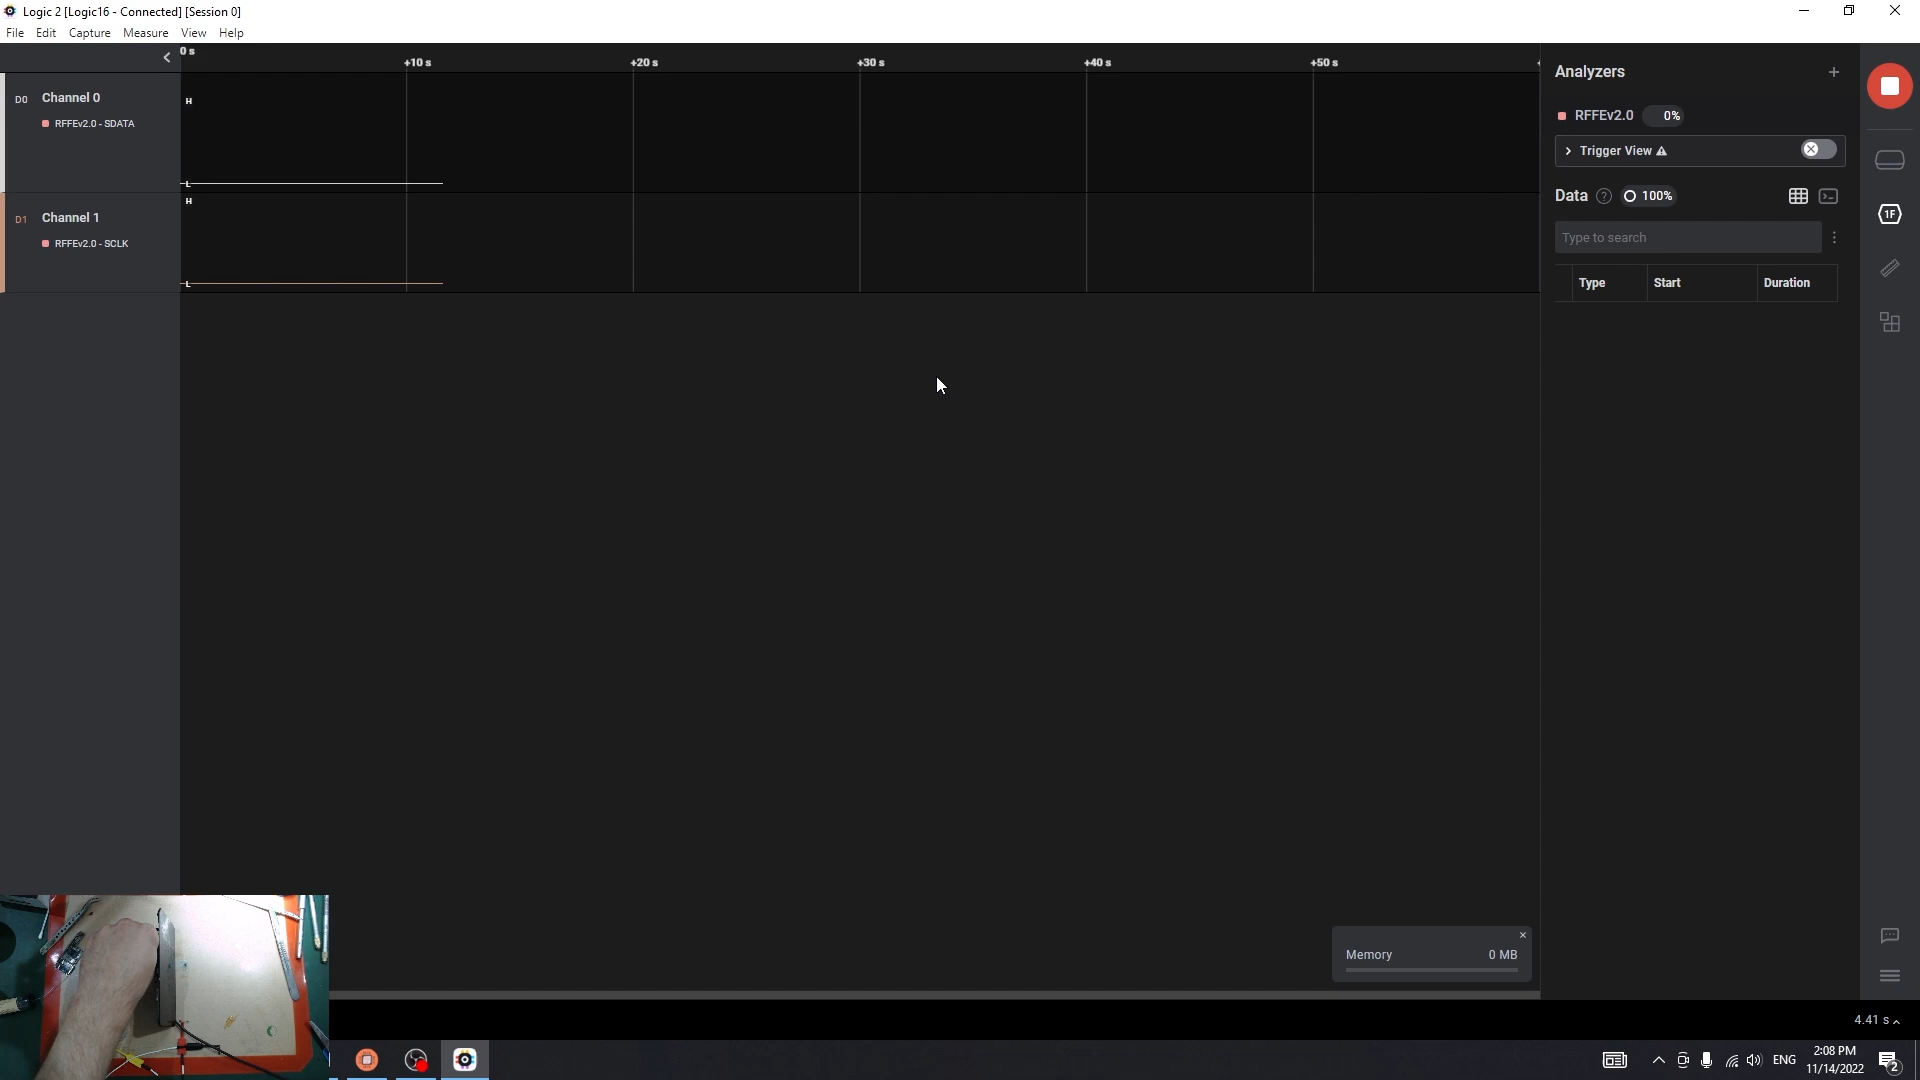 Logic 2 [Logic16 - Connected] [Session 0]
File Edit Capture Measure View Help
0 s
+10 s +20 s +30 s +40 s +50 s
D0 Channel 0
RFFEv2.0 - SDATA
H
L
D1 Channel 1
RFFEv2.0 - SCLK
H
L
Analyzers
RFFEv2.0 0%
Trigger View
Data 100%
Type to search
Type Start Duration
1F
Memory 0 MB
4.41 s
ENG
2:08 PM
11/14/2022
2